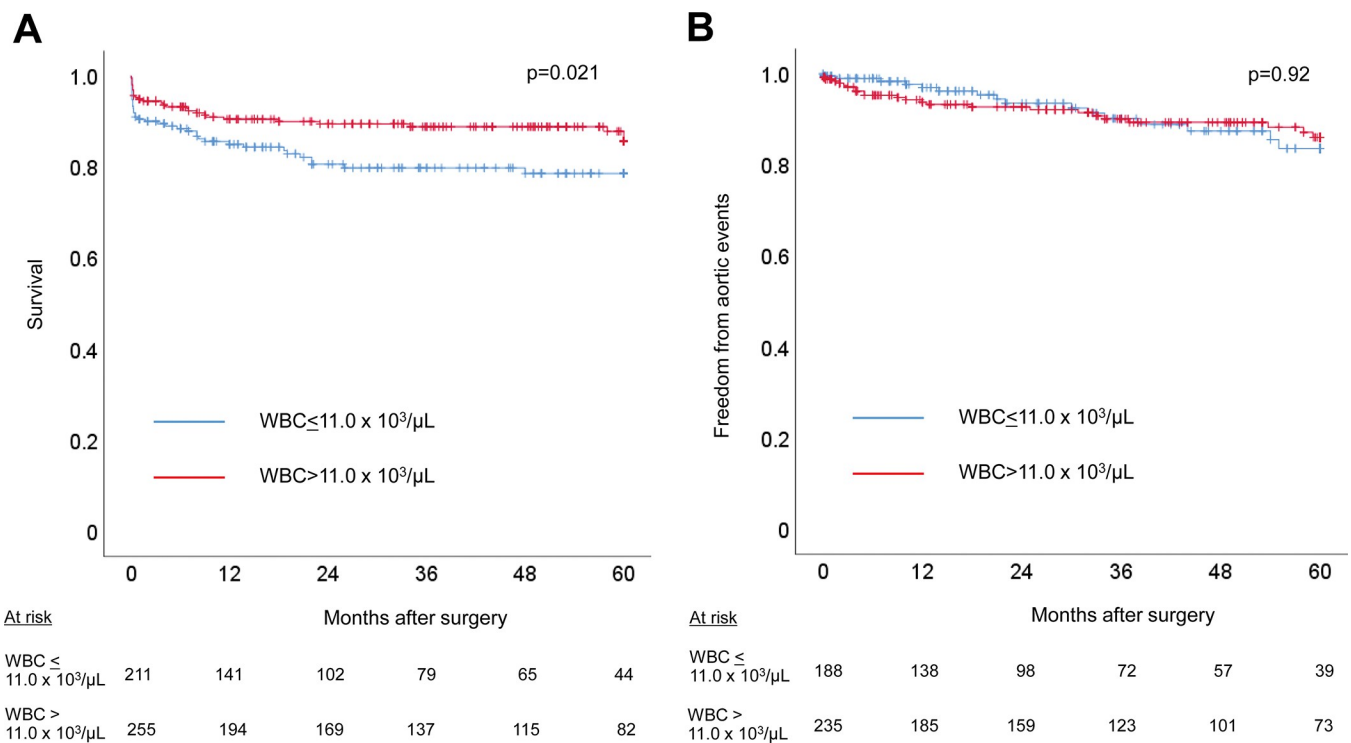 A
p=0.021
1.0
0.8
0.6
0.4
0.2
0
Survival
WBC≤11.0 x 10³/µL
WBC>11.0 x 10³/µL
0 12 24 36 48 60
Months after surgery
At risk
WBC ≤
11.0 x 10³/µL 211 141 102 79 65 44
WBC >
11.0 x 10³/µL 255 194 169 137 115 82
B
p=0.92
1.0
0.8
0.6
0.4
0.2
0
Freedom from aortic events
WBC≤11.0 x 10³/µL
WBC>11.0 x 10³/µL
0 12 24 36 48 60
Months after surgery
At risk
WBC ≤
11.0 x 10³/µL 188 138 98 72 57 39
WBC >
11.0 x 10³/µL 235 185 159 123 101 73